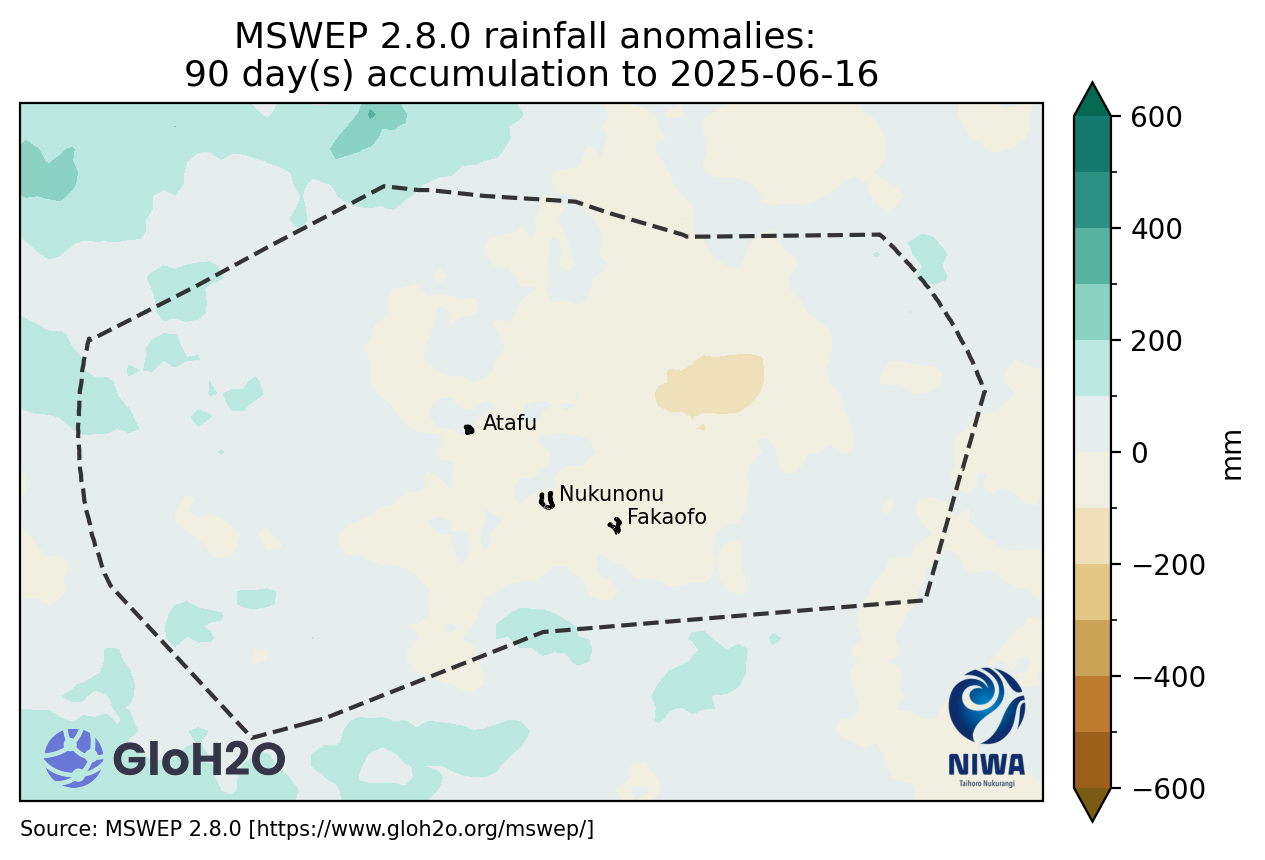 MSWEP 2.8.0 rainfall anomalies:
90 day(s) accumulation to 2025-06-16
600
400
200
0
−200
−400
−600
mm
Atafu
Nukunonu
Fakaofo
GloH2O
NIWA
Taihoro Nukurangi
Source: MSWEP 2.8.0 [https://www.gloh2o.org/mswep/]